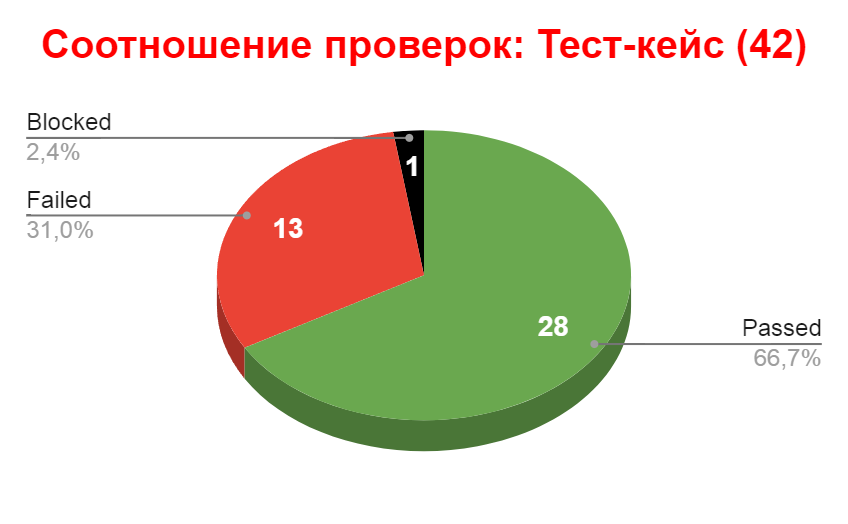 Соотношение проверок: Тест-кейс (42)
Blocked
2,4%
1
Failed
31,0%
13
28
Passed
66,7%